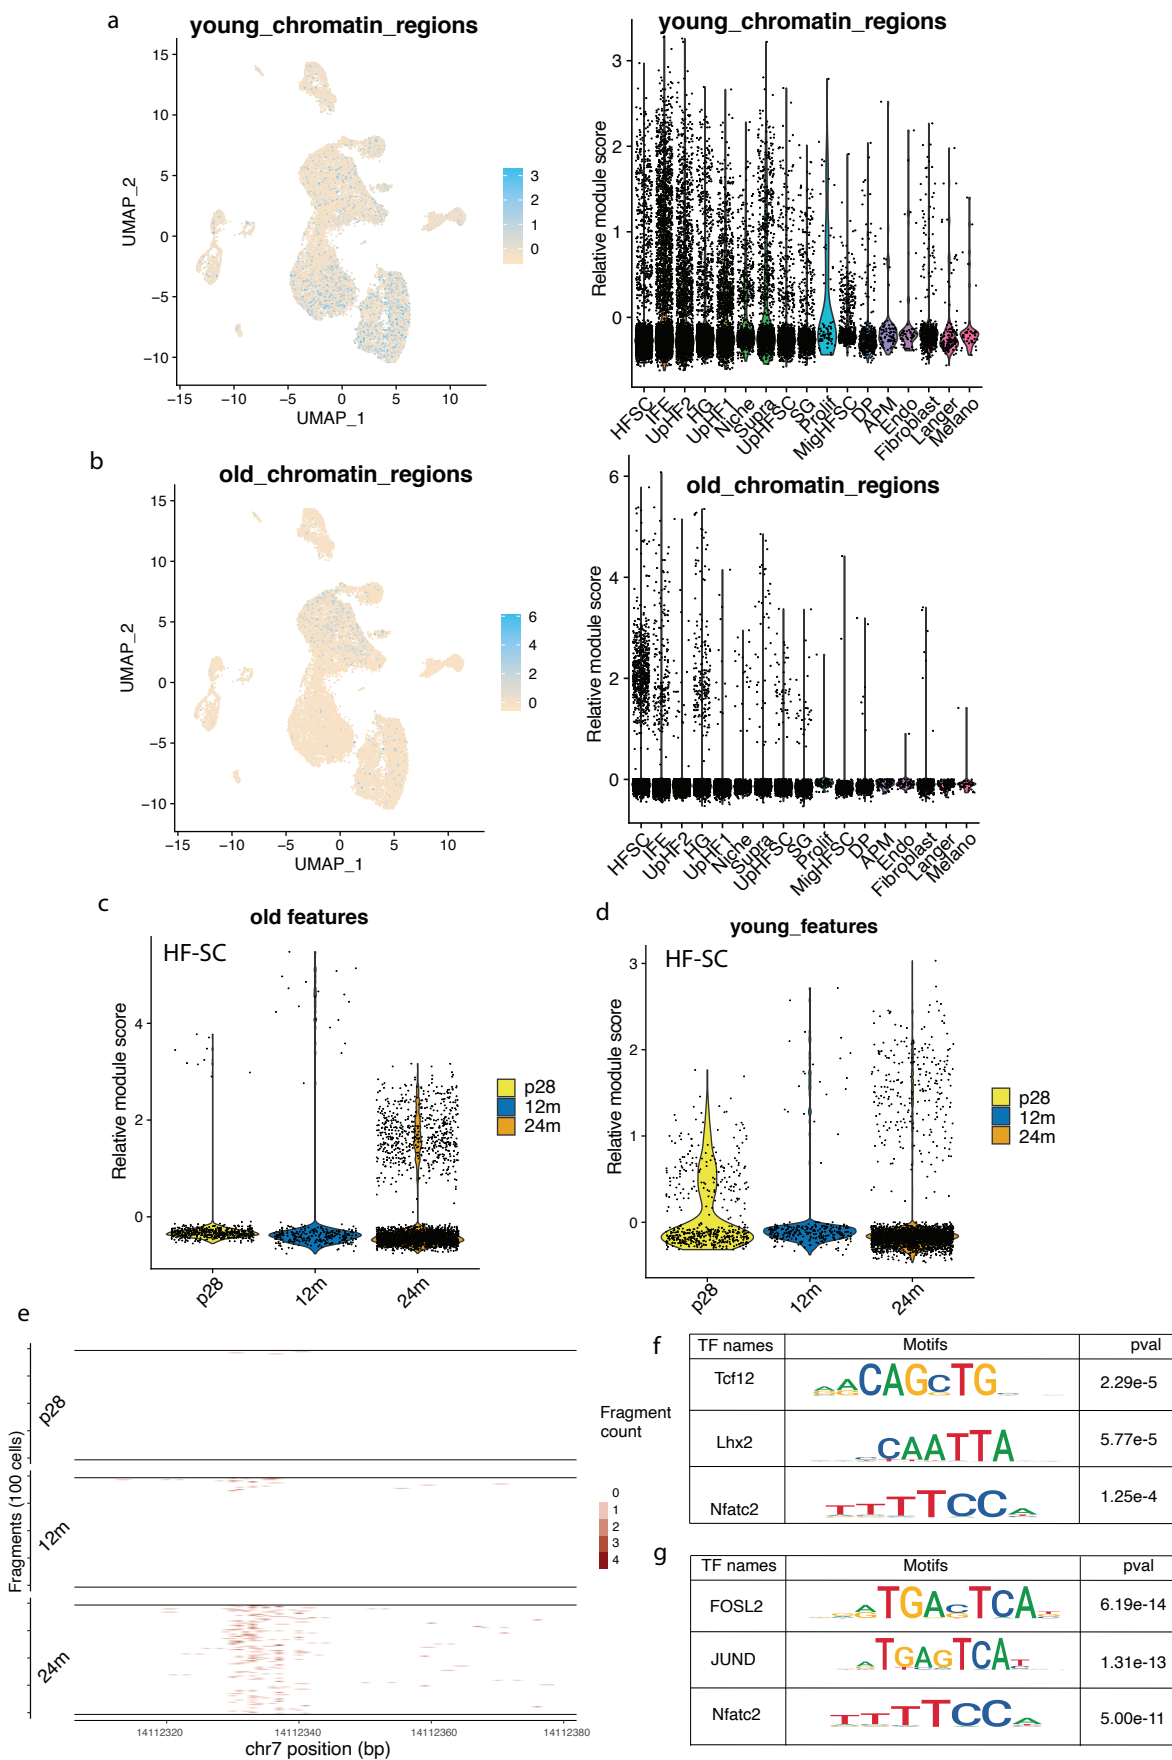 a
young_chromatin_regions
15
10
5
0
−5
−10
UMAP_2
−15
−10
−5
0
5
10
UMAP_1
3
2
1
0
young_chromatin_regions
3
2
1
0
Relative module score
HFSC
IFE
UpHF2
HG
UpHF1
Niche
Supra
UpHFSC
SG
Prolif
MigHFSC
DP
APM
Endo
Fibroblast
Langer
Melano
b
old_chromatin_regions
15
10
5
0
−5
−10
UMAP_2
−15
−10
−5
0
5
10
UMAP_1
6
4
2
0
old_chromatin_regions
6
4
2
0
Relative module score
HFSC
IFE
UpHF2
HG
UpHF1
Niche
Supra
UpHFSC
SG
Prolif
MigHFSC
DP
APM
Endo
Fibroblast
Langer
Melano
c
old features
HF-SC
4
2
0
Relative module score
p28
12m
24m
p28
12m
24m
d
young_features
HF-SC
3
2
1
0
Relative module score
p28
12m
24m
p28
12m
24m
e
Fragments (100 cells)
p28
12m
24m
14112320
14112340
14112360
14112380
chr7 position (bp)
Fragment
count
0
1
2
3
4
f
TF names Motifs pval
Tcf12 AACAGCTG 2.29e-5
Lhx2 CAATTA 5.77e-5
Nfatc2 TTTTCCA 1.25e-4
g
TF names Motifs pval
FOSL2 ATGACTCA 6.19e-14
JUND ATGAGTCAT 1.31e-13
Nfatc2 TTTTCCA 5.00e-11